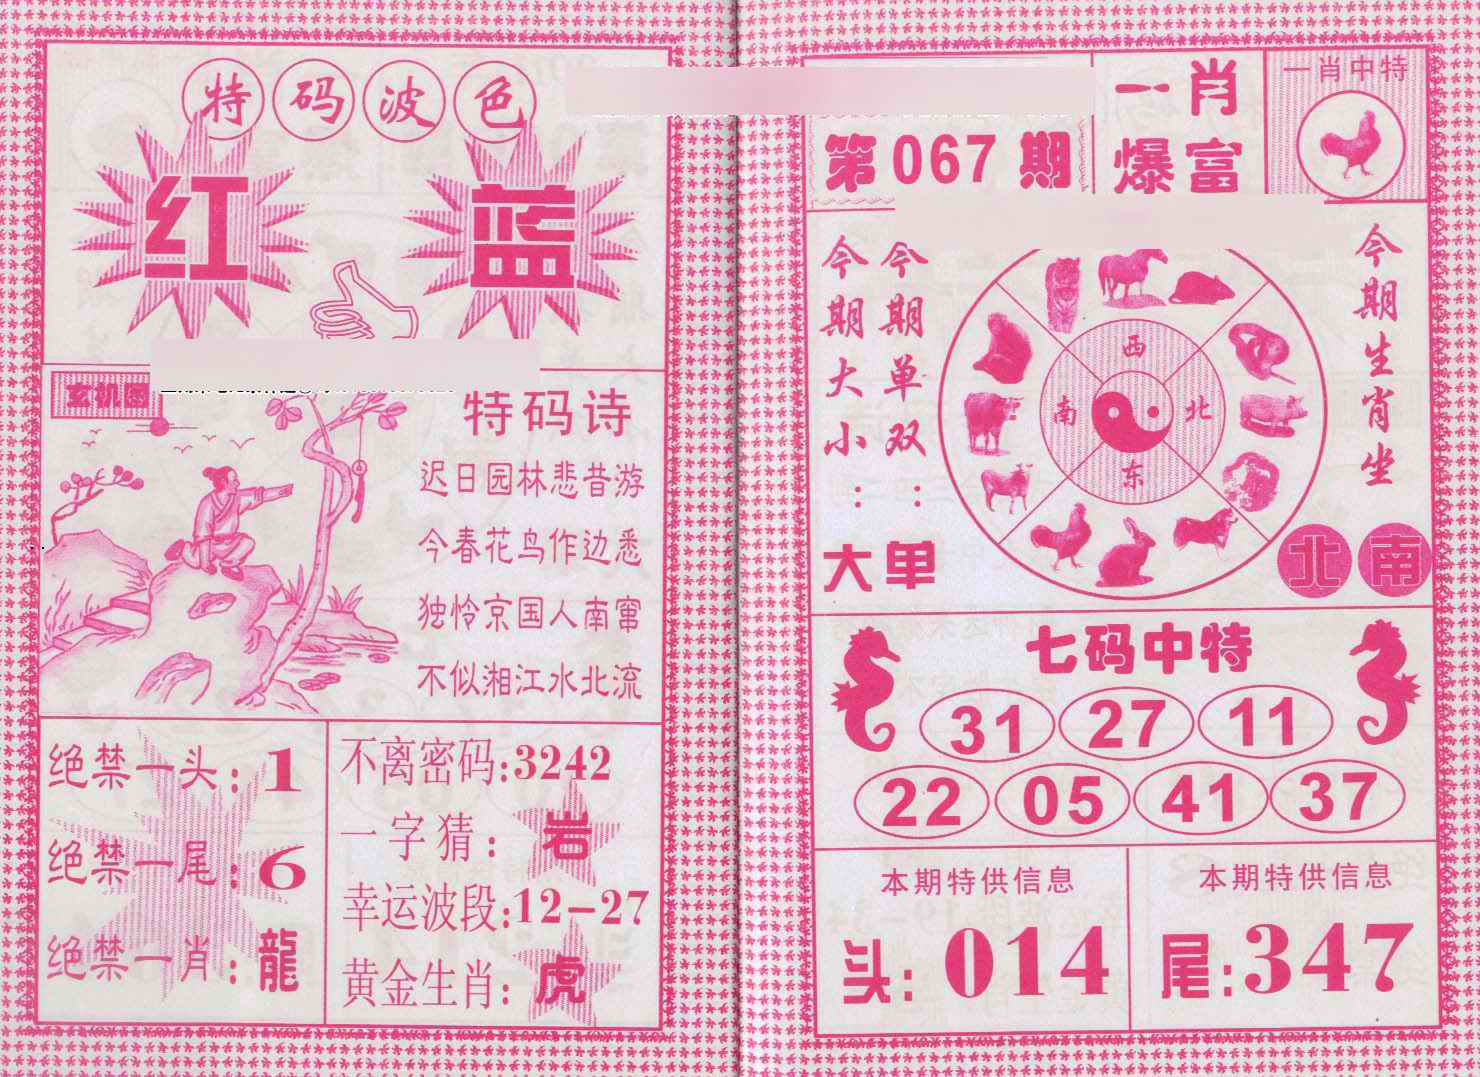 特码波色
红 蓝
玄机图
特码诗
迟日园林悲昔游
今春花鸟作边悉
独怜京国人南窜
不似湘江水北流
绝禁一头:1
绝禁一尾:6
绝禁一肖:龍
不离密码:3242
一字猜:岩
幸运波段:12-27
黄金生肖:虎
第067期
一肖
爆富
一肖中特
今期大小:大
今期单双:单
西
南 北
东
今期生肖坐
北 南
七码中特
31 27 11
22 05 41 37
本期特供信息
头:014
本期特供信息
尾:347